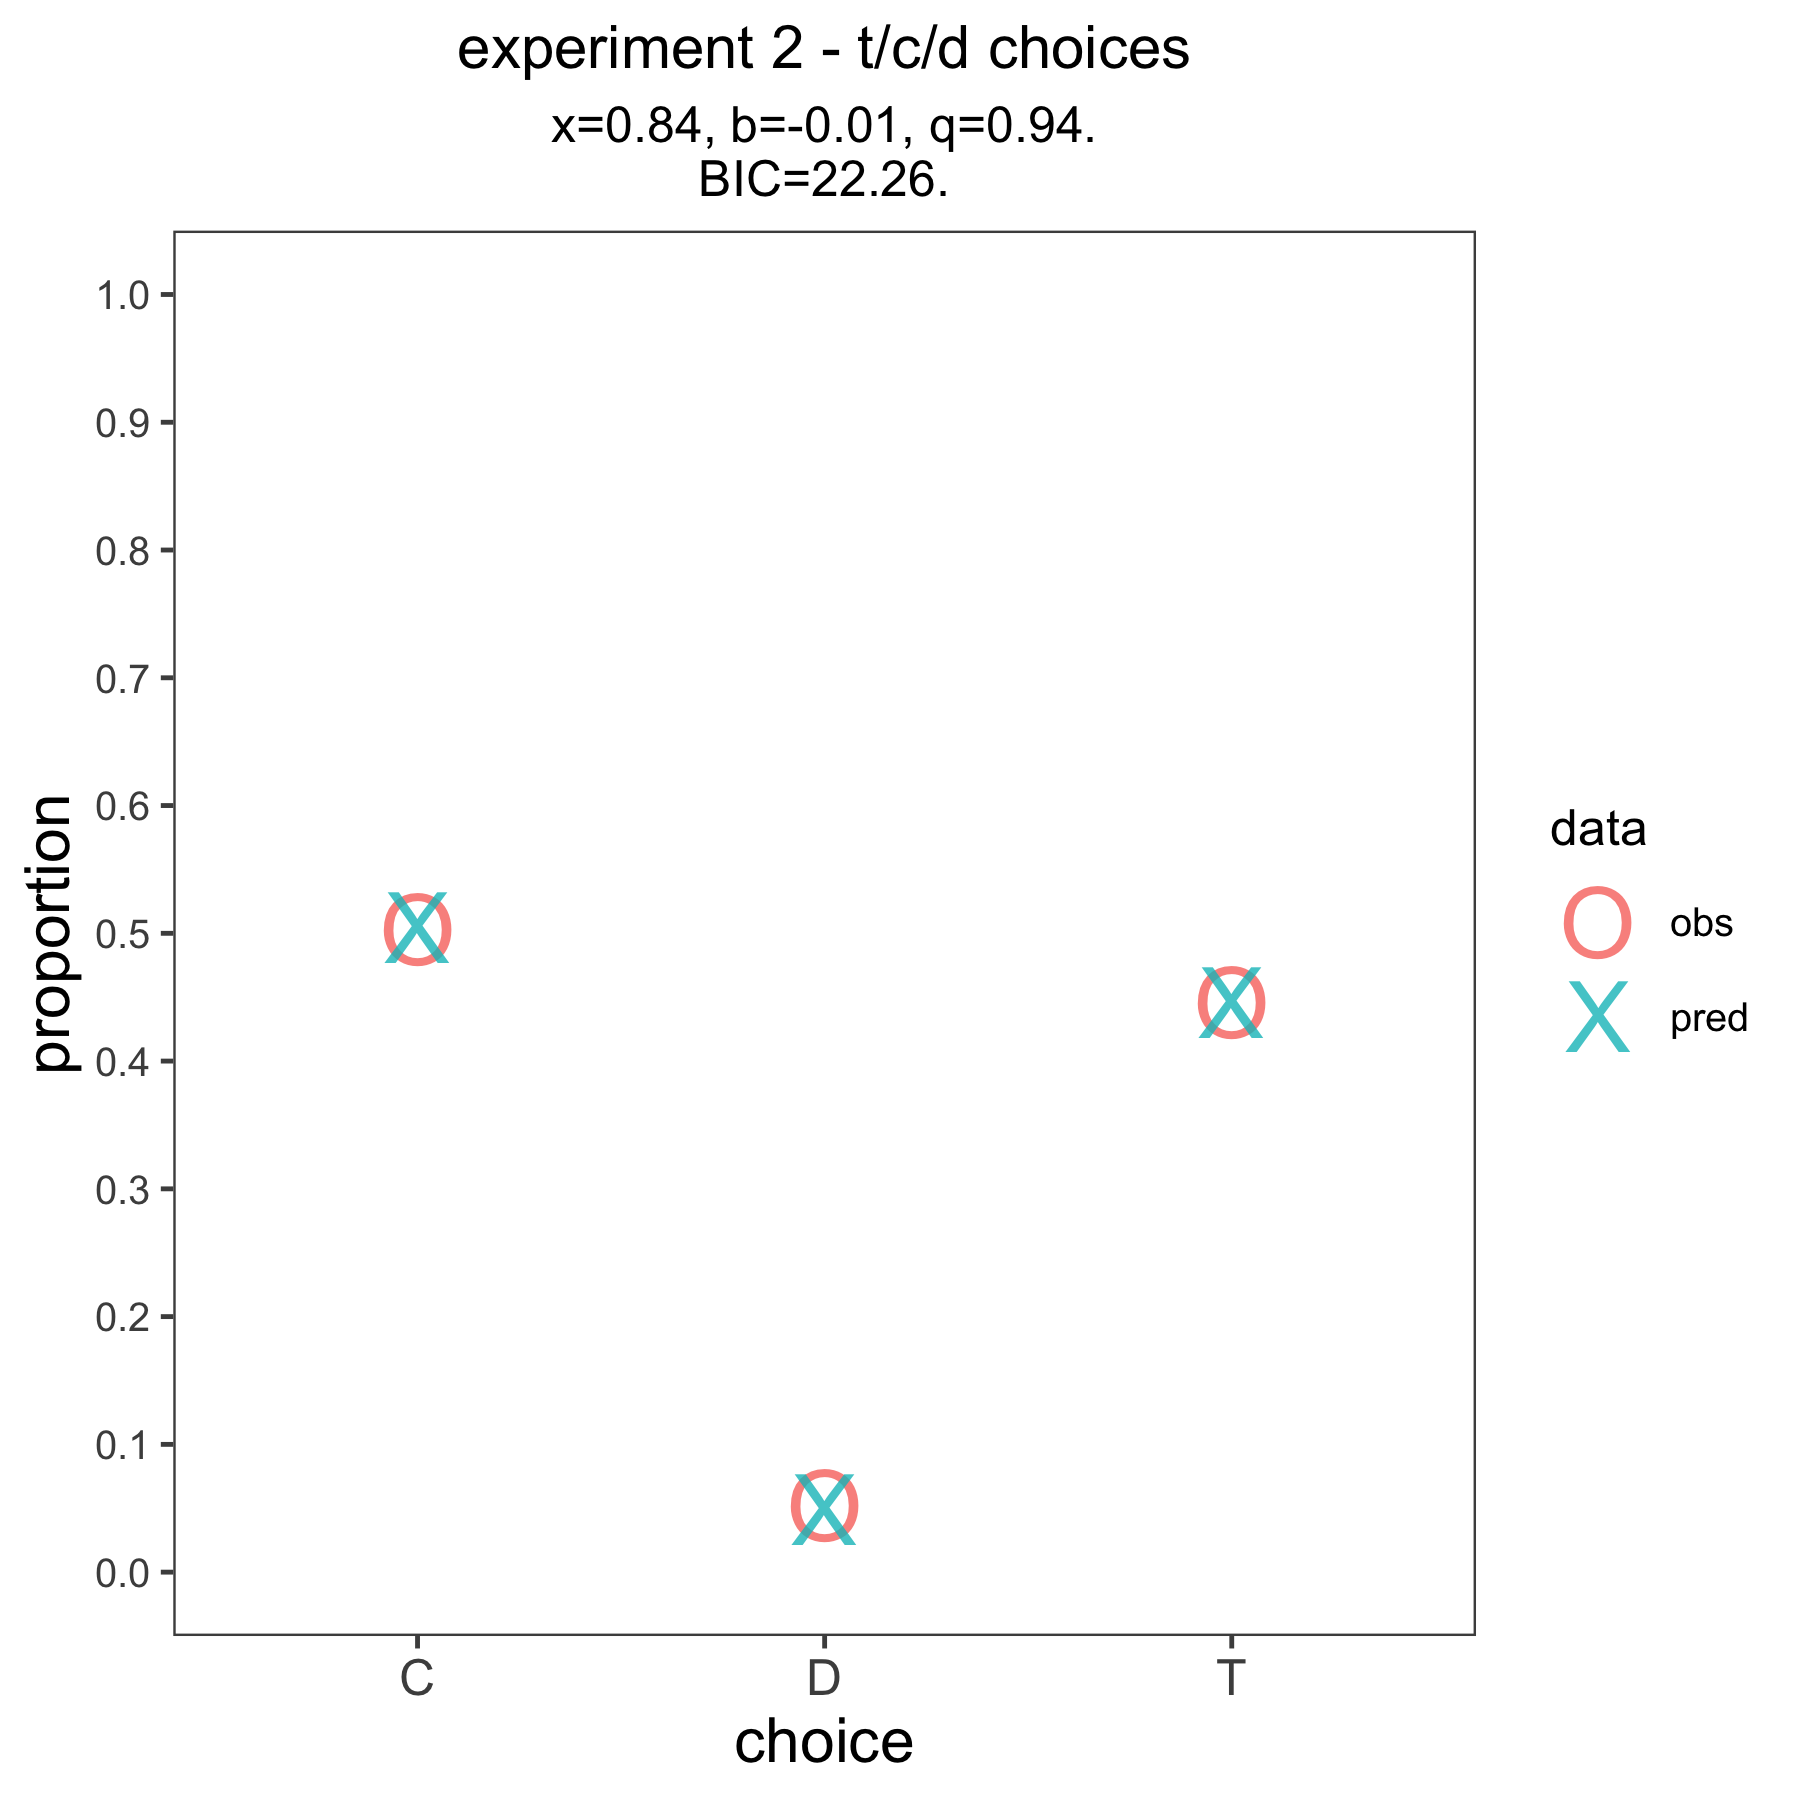 experiment 2 - t/c/d choices
x=0.84, b=-0.01, q=0.94.
BIC=22.26.
1.0
0.9
0.8
0.7
0.6
0.5
0.4
0.3
0.2
0.1
0.0
proportion
C D T
choice
data
O obs
X pred